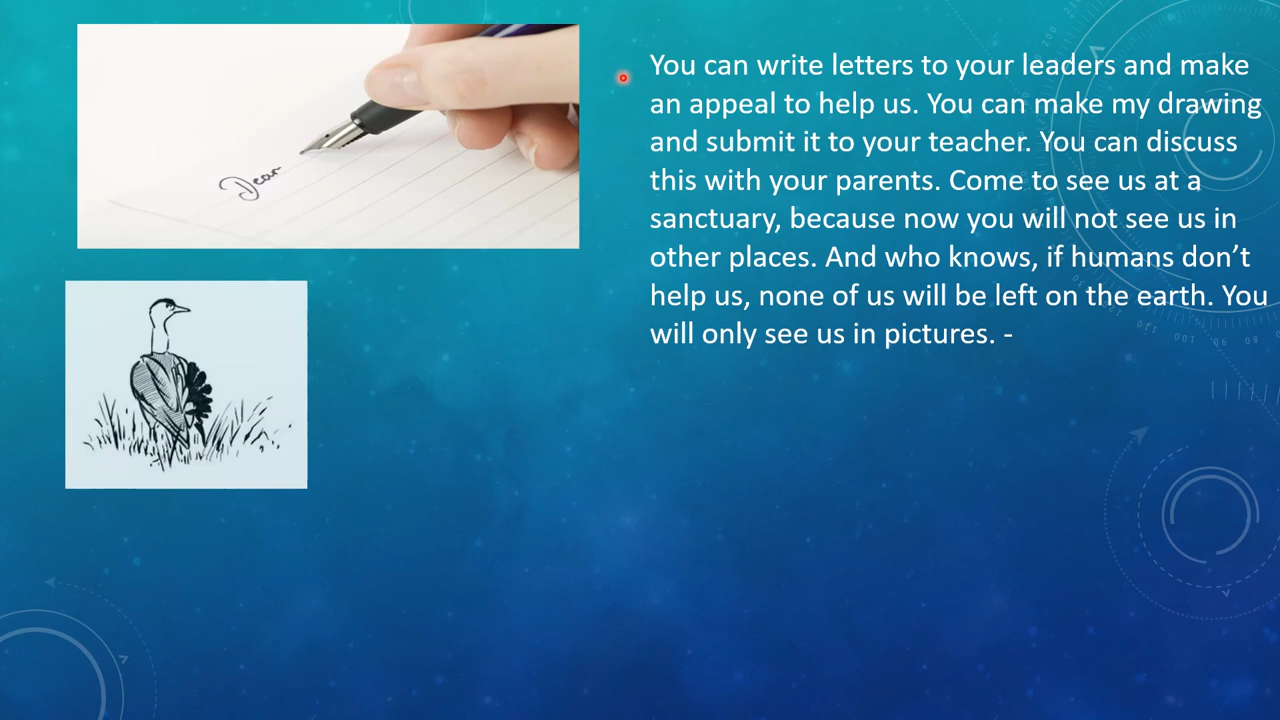 Dear
You can write letters to your leaders and make
an appeal to help us. You can make my drawing
and submit it to your teacher. You can discuss
this with your parents. Come to see us at a
sanctuary, because now you will not see us in
other places. And who knows, if humans don’t
help us, none of us will be left on the earth. You
will only see us in pictures. -